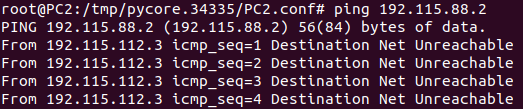 root@PC2:/tmp/pycore.34335/PC2.conf# ping 192.115.88.2
PING 192.115.88.2 (192.115.88.2) 56(84) bytes of data.
From 192.115.112.3 icmp_seq=1 Destination Net Unreachable
From 192.115.112.3 icmp_seq=2 Destination Net Unreachable
From 192.115.112.3 icmp_seq=3 Destination Net Unreachable
From 192.115.112.3 icmp_seq=4 Destination Net Unreachable